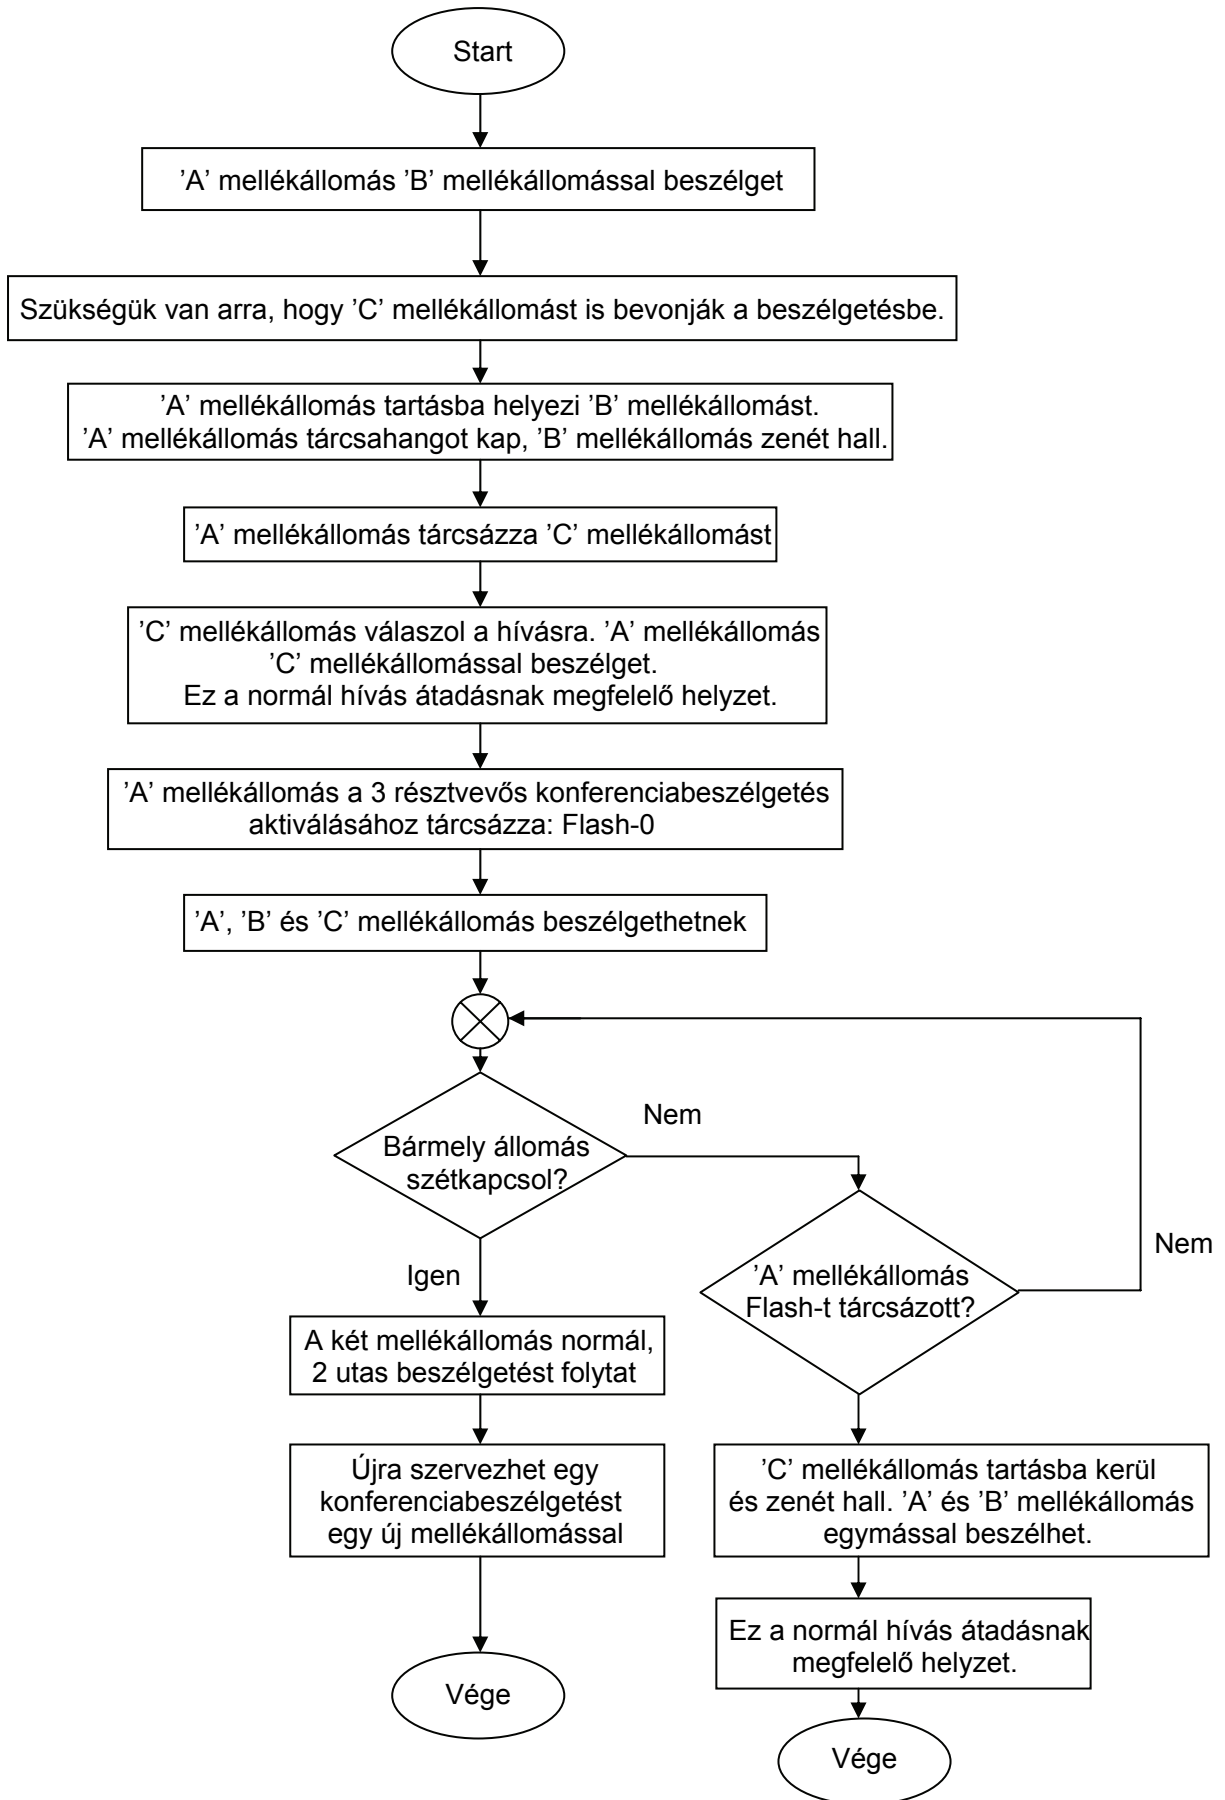 Start
’A’ mellékállomás ’B’ mellékállomással beszélget
Szükségük van arra, hogy ’C’ mellékállomást is bevonják a beszélgetésbe.
’A’ mellékállomás tartásba helyezi ’B’ mellékállomást.
’A’ mellékállomás tárcsahangot kap, ’B’ mellékállomás zenét hall.
’A’ mellékállomás tárcsázza ’C’ mellékállomást
’C’ mellékállomás válaszol a hívásra. ’A’ mellékállomás
’C’ mellékállomással beszélget.
Ez a normál hívás átadásnak megfelelő helyzet.
’A’ mellékállomás a 3 résztvevős konferenciabeszélgetés
aktiválásához tárcsázza: Flash-0
’A’, ’B’ és ’C’ mellékállomás beszélgethetnek
Nem
Bármely állomás
szétkapcsol?
Nem
Igen
’A’ mellékállomás
Flash-t tárcsázott?
A két mellékállomás normál,
2 utas beszélgetést folytat
Újra szervezhet egy
konferenciabeszélgetést
egy új mellékállomással
’C’ mellékállomás tartásba kerül
és zenét hall. ’A’ és ’B’ mellékállomás
egymással beszélhet.
Ez a normál hívás átadásnak
megfelelő helyzet.
Vége
Vége